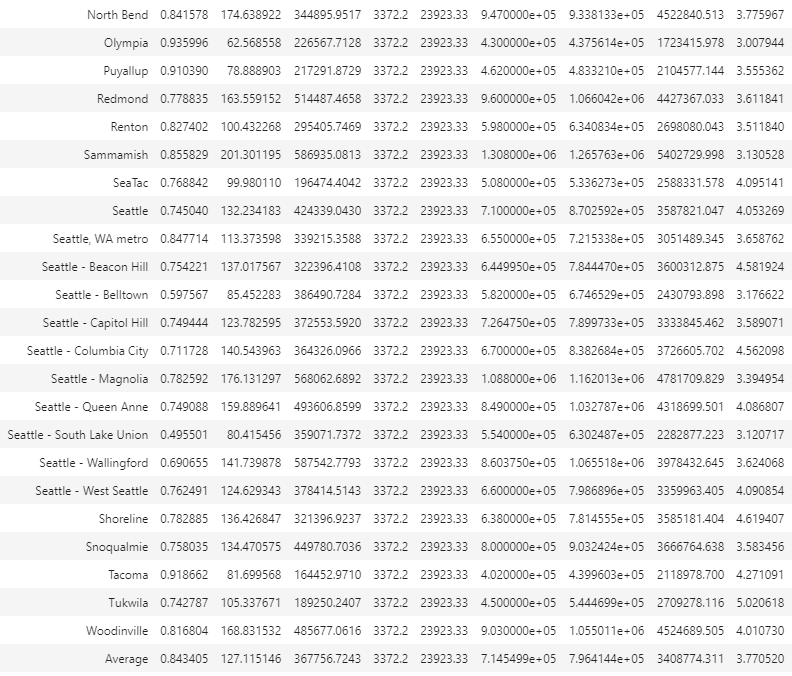 North Bend 0.841578 174.638922 344895.9517 3372.2 23923.33 9.470000e+05 9.338133e+05 4522840.513 3.775967
Olympia 0.935996 62.568558 226567.7128 3372.2 23923.33 4.300000e+05 4.375614e+05 1723415.978 3.007944
Puyallup 0.910390 78.888903 217291.8729 3372.2 23923.33 4.620000e+05 4.833210e+05 2104577.144 3.555362
Redmond 0.778835 163.559152 514487.4658 3372.2 23923.33 9.600000e+05 1.066042e+06 4427367.033 3.611841
Renton 0.827402 100.432268 295405.7469 3372.2 23923.33 5.980000e+05 6.340834e+05 2698080.043 3.511840
Sammamish 0.855829 201.301195 586935.0813 3372.2 23923.33 1.308000e+06 1.265763e+06 5402729.998 3.130528
SeaTac 0.768842 99.980110 196474.4042 3372.2 23923.33 5.080000e+05 5.336273e+05 2588331.578 4.095141
Seattle 0.745040 132.234183 424339.0430 3372.2 23923.33 7.100000e+05 8.702592e+05 3587821.047 4.053269
Seattle, WA metro 0.847714 113.373598 339215.3588 3372.2 23923.33 6.550000e+05 7.215338e+05 3051489.345 3.658762
Seattle - Beacon Hill 0.754221 137.017567 322396.4108 3372.2 23923.33 6.449950e+05 7.844470e+05 3600312.875 4.581924
Seattle - Belltown 0.597567 85.452283 386490.7284 3372.2 23923.33 5.820000e+05 6.746529e+05 2430793.898 3.176622
Seattle - Capitol Hill 0.749444 123.782595 372553.5920 3372.2 23923.33 7.264750e+05 7.899733e+05 3333845.462 3.589071
Seattle - Columbia City 0.711728 140.543963 364326.0966 3372.2 23923.33 6.700000e+05 8.382684e+05 3726605.702 4.562098
Seattle - Magnolia 0.782592 176.131297 568062.6892 3372.2 23923.33 1.088000e+06 1.162013e+06 4781709.829 3.394954
Seattle - Queen Anne 0.749088 159.889641 493606.8599 3372.2 23923.33 8.490000e+05 1.032787e+06 4318699.501 4.086807
Seattle - South Lake Union 0.495501 80.415456 359071.7372 3372.2 23923.33 5.540000e+05 6.302487e+05 2282877.223 3.120717
Seattle - Wallingford 0.690655 141.739878 587542.7793 3372.2 23923.33 8.603750e+05 1.065518e+06 3978432.645 3.624068
Seattle - West Seattle 0.762491 124.629343 378414.5143 3372.2 23923.33 6.600000e+05 7.986896e+05 3359963.405 4.090854
Shoreline 0.782885 136.426847 321396.9237 3372.2 23923.33 6.380000e+05 7.814555e+05 3585181.404 4.619407
Snoqualmie 0.758035 134.470575 449780.7036 3372.2 23923.33 8.000000e+05 9.032424e+05 3666764.638 3.583456
Tacoma 0.918662 81.699568 164452.9710 3372.2 23923.33 4.020000e+05 4.399603e+05 2118978.700 4.271091
Tukwila 0.742787 105.337671 189250.2407 3372.2 23923.33 4.500000e+05 5.444699e+05 2709278.116 5.020618
Woodinville 0.816804 168.831532 485677.0616 3372.2 23923.33 9.030000e+05 1.055011e+06 4524689.505 4.010730
Average 0.843405 127.115146 367756.7243 3372.2 23923.33 7.145499e+05 7.964144e+05 3408774.311 3.770520